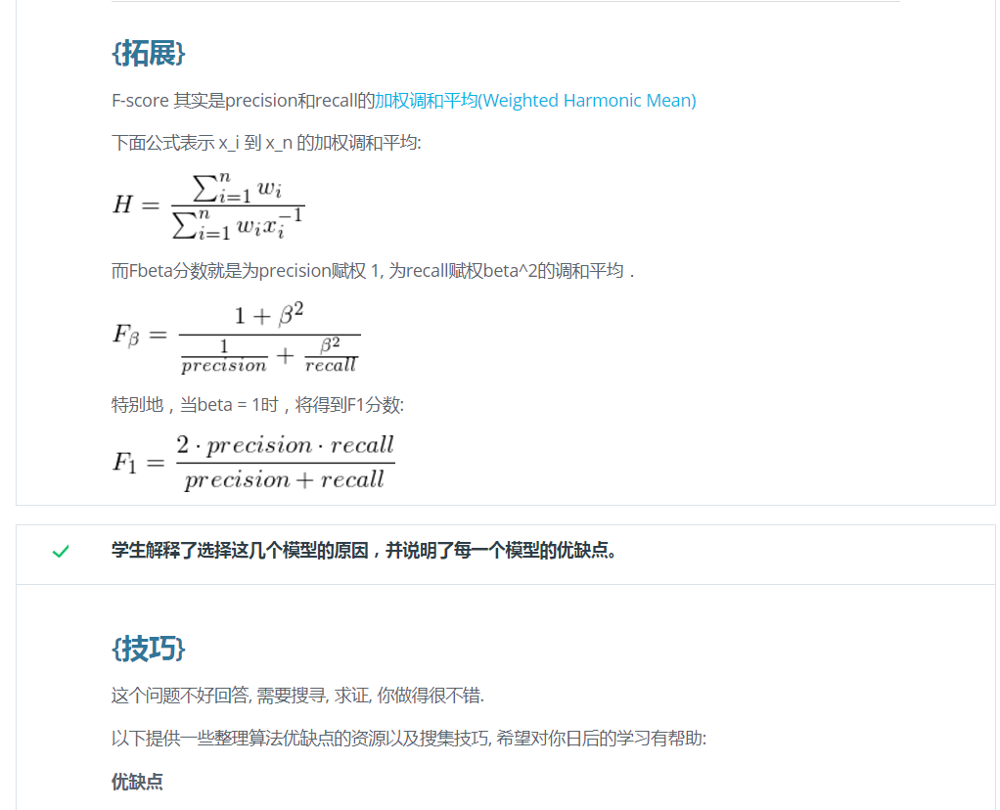 {拓展}
F-score 其实是precision和recall的加权调和平均(Weighted Harmonic Mean)
下面公式表示 x_i 到 x_n 的加权调和平均:
H = \frac{\sum_{i=1}^{n} w_i}{\sum_{i=1}^{n} w_i x_i^{-1}}
而Fbeta分数就是为precision赋权 1, 为recall赋权beta^2的调和平均．
F_β = \frac{1 + β^2}{\frac{1}{precision} + \frac{β^2}{recall}}
特别地，当beta = 1时，将得到F1分数:
F_1 = \frac{2 · precision · recall}{precision + recall}
学生解释了选择这几个模型的原因，并说明了每一个模型的优缺点。
{技巧}
这个问题不好回答, 需要搜寻, 求证, 你做得很不错.
以下提供一些整理算法优缺点的资源以及搜集技巧, 希望对你日后的学习有帮助:
优缺点